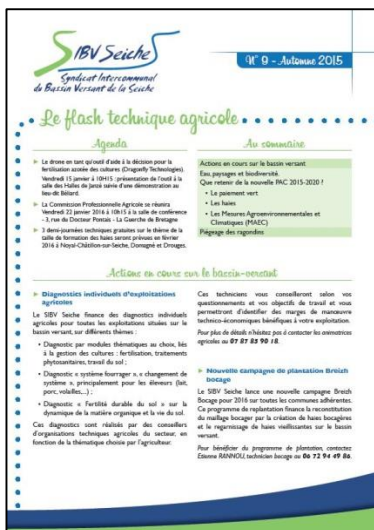 SIBV Seiche
Syndicat Intercommunal
du Bassin Versant de la Seiche
N° 9 - Automne 2015
Le flash technique agricole
Agenda
► Le drone en tant qu'outil d'aide à la décision pour la
fertilisation azotée des cultures (Dragonfly Technologies).
Vendredi 15 janvier à 10H15 : présentation de l'outil à la
salle des Halles de Janzé suivie d'une démonstration au
lieu-dit Béliard.
► La Commission Professionnelle Agricole se réunira
Vendredi 22 janvier 2016 à 10h15 à la salle de conférence
- 3, rue du Docteur Pontais - La Guerche de Bretagne
► 3 demi-journées techniques gratuites sur le thème de la
taille de formation des haies seront prévues en février
2016 à Noyal-Châtillon-sur-Seiche, Domagné et Drouges.
Au sommaire
Actions en cours sur le bassin versant
Eau, paysages et biodiversité
Que retenir de la nouvelle PAC 2015-2020 ?
• Le paiement vert
• Les haies
• Les Mesures Agroenvironnementales et
Climatiques (MAEC)
Piégeage des ragondins
Actions en cours sur le bassin-versant
► Diagnostics individuels d'exploitations
agricoles
Le SIBV Seiche finance des diagnostics individuels
agricoles pour toutes les exploitations situées sur le
bassin versant, sur différents thèmes :
• Diagnostic par modules thématiques au choix, liés
à la gestion des cultures : fertilisation, traitements
phytosanitaires, travail du sol ;
• Diagnostic « système fourrager », « changement de
système », principalement pour les éleveurs (lait,
porc, volailles,...) ;
• Diagnostic « Fertilité durable du sol » sur la
dynamique de la matière organique et la vie du sol.
Ces diagnostics sont réalisés par des conseillers
d'organisations techniques agricoles du secteur, en
fonction de la thématique choisie par l'agriculteur.
Ces techniciens vous conseilleront selon vos
questionnements et vos objectifs de travail et vous
permettront d'identifier des marges de manœuvre
technico-économiques bénéfiques à votre exploitation.
Pour plus de détails n'hésitez pas à contacter les animatrices
agricoles au 07 87 85 90 18.
► Nouvelle campagne de plantation Breizh
bocage
Le SIBV Seiche lance une nouvelle campagne Breizh
Bocage pour 2016 sur toutes les communes adhérentes.
Ce programme de plantation finance la reconstitution
du maillage bocager par la création de haies bocagères
et le regarnissage de haies vieillissantes sur le bassin
versant.
Pour bénéficier du programme de plantation, contactez
Etienne RANNOU, technicien bocage au 06 72 94 49 86.